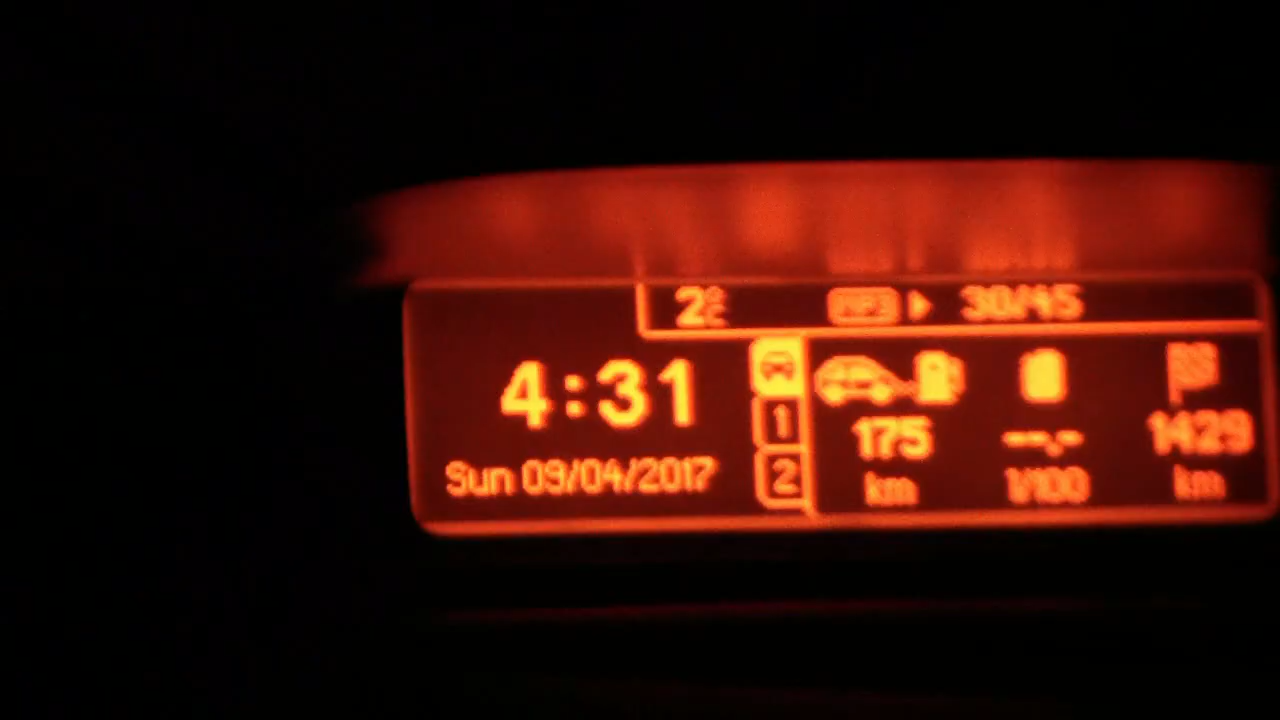 2°C MP3 30/45
4:31
Sun 09/04/2017
1
2
175 --.- 1429
km l/100 km